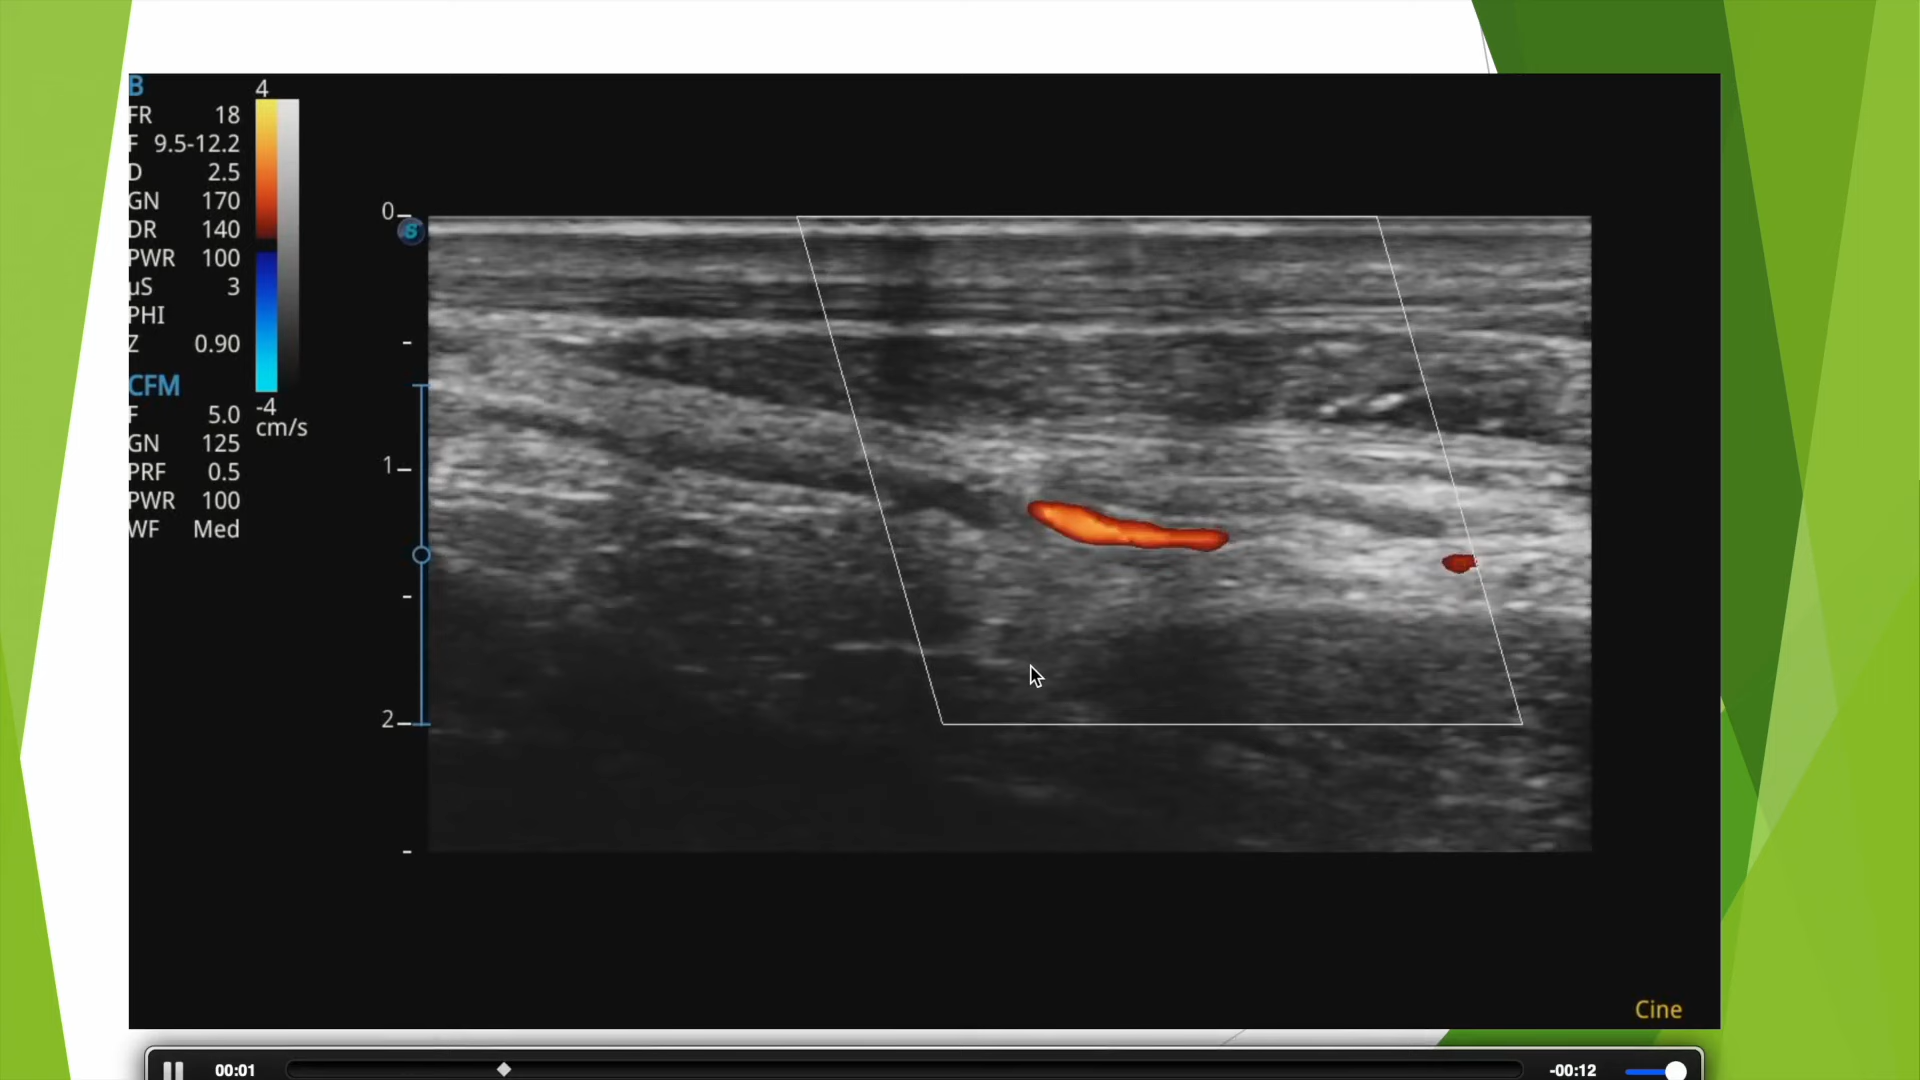 B
FR 18
F 9.5-12.2
D 2.5
GN 170
DR 140
PWR 100
µS 3
PHI
Z 0.90
CFM
F 5.0
GN 125
PRF 0.5
PWR 100
WF Med
4
-4
cm/s
0
S
1
2
Cine
00:01
-00:12